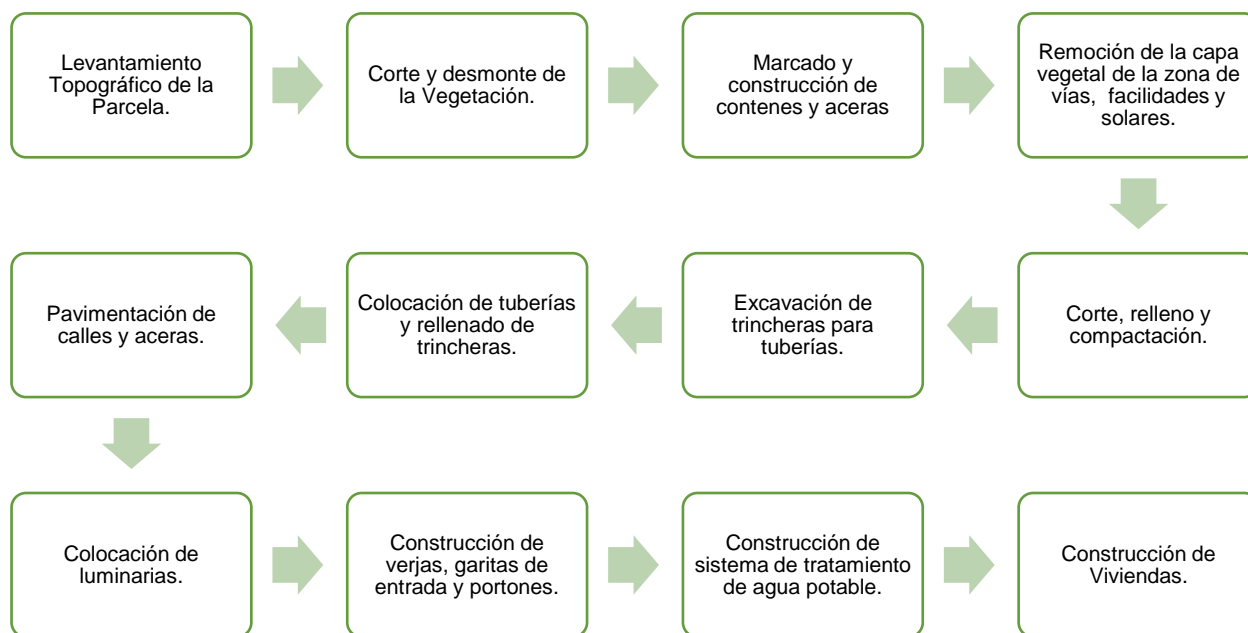 Levantamiento
Topográfico de la
Parcela.
Corte y desmonte de
la Vegetación.
Marcado y
construcción de
contenes y aceras
Remoción de la capa
vegetal de la zona de
vías, facilidades y
solares.
Corte, relleno y
compactación.
Excavación de
trincheras para
tuberías.
Colocación de tuberías
y rellenado de
trincheras.
Pavimentación de
calles y aceras.
Colocación de
luminarias.
Construcción de
verjas, garitas de
entrada y portones.
Construcción de
sistema de tratamiento
de agua potable.
Construcción de
Viviendas.